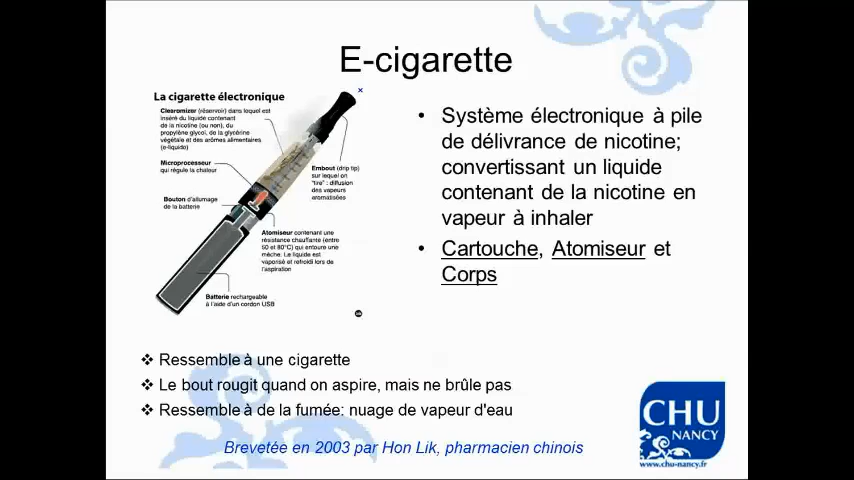 E-cigarette
La cigarette électronique
Clearomizer (réservoir) dans lequel est
inséré du liquide contenant
de la nicotine (ou non), du
propylène glycol, de la glycérine
végétale et des arômes alimentaires
(e-liquido)
Microprocesseur
qui régule la chaleur
Bouton d'allumage
de la batterie
Embout (drip tip)
sur lequel on
"tire" : diffusion
des vapeurs
aromatisées
Atomiseur contenant une
résistance chauffante (entre
60 et 80°C) qui entoure une
mèche. Le liquide est
vaporisé et refroidi lors de
l'aspiration
Batterie rechargeable
à l'aide d'un cordon USB
• Système électronique à pile
de délivrance de nicotine;
convertissant un liquide
contenant de la nicotine en
vapeur à inhaler
• Cartouche, Atomiseur et
Corps
❖ Ressemble à une cigarette
❖ Le bout rougit quand on aspire, mais ne brûle pas
❖ Ressemble à de la fumée: nuage de vapeur d'eau
Brevetée en 2003 par Hon Lik, pharmacien chinois
CHU
NANCY
www.chu-nancy.fr